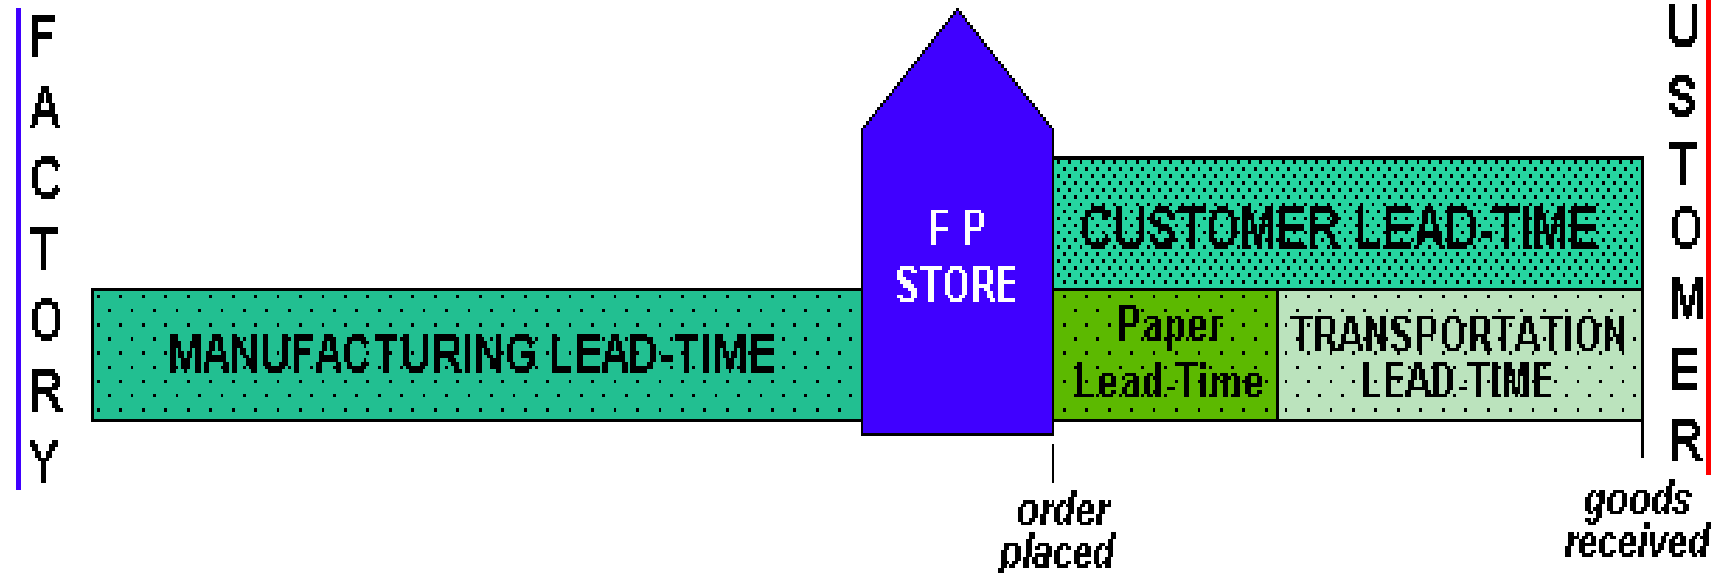 FACTORY
MANUFACTURING LEAD-TIME
F P
STORE
CUSTOMER LEAD-TIME
Paper
Lead-Time
TRANSPORTATION
LEAD-TIME
order
placed
goods
received
USTOMER